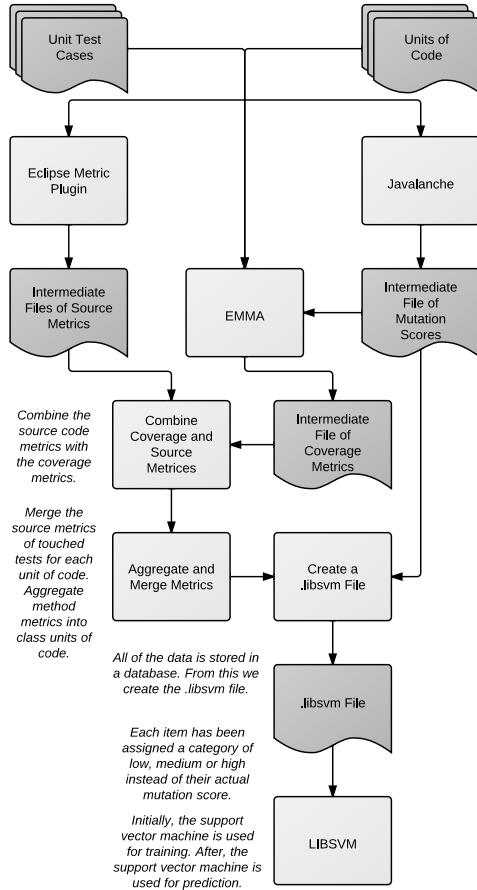 Unit Test
Cases
Units of
Code
Eclipse Metric
Plugin
Javalanche
Intermediate
Files of Source
Metrics
EMMA
Intermediate
File of
Mutation
Scores
Combine the
source code
metrics with
the coverage
metrics.
Combine
Coverage and
Source
Metrices
Intermediate
File of
Coverage
Metrics
Merge the
source metrics
of touched
tests for each
unit of code.
Aggregate
method
metrics into
class units of
code.
Aggregate and
Merge Metrics
Create a
.libsvm File
All of the data is stored in
a database. From this we
create the .libsvm file.
.libsvm File
Each item has been
assigned a category of
low, medium or high
instead of their actual
mutation score.
Initially, the support
vector machine is used
for training. After, the
support vector machine is
used for prediction.
LIBSVM